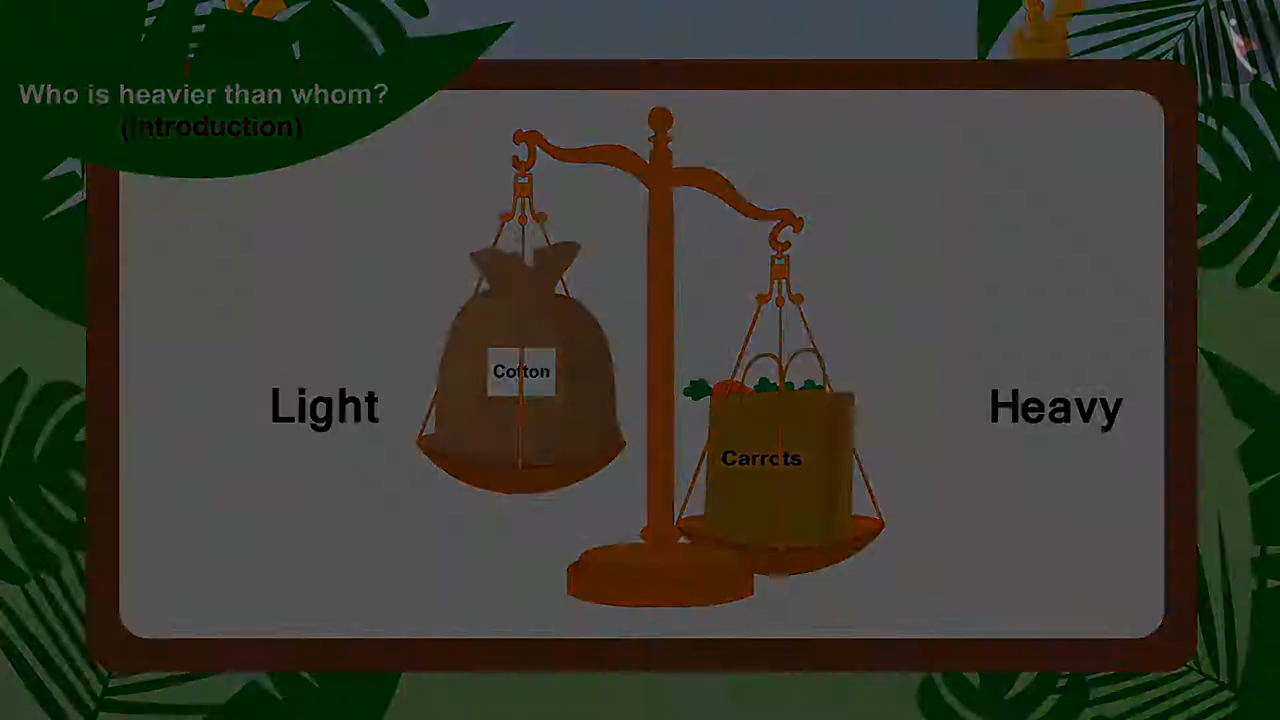 Who is heavier than whom?
(Introduction)
Light
Cotton
Carrots
Heavy